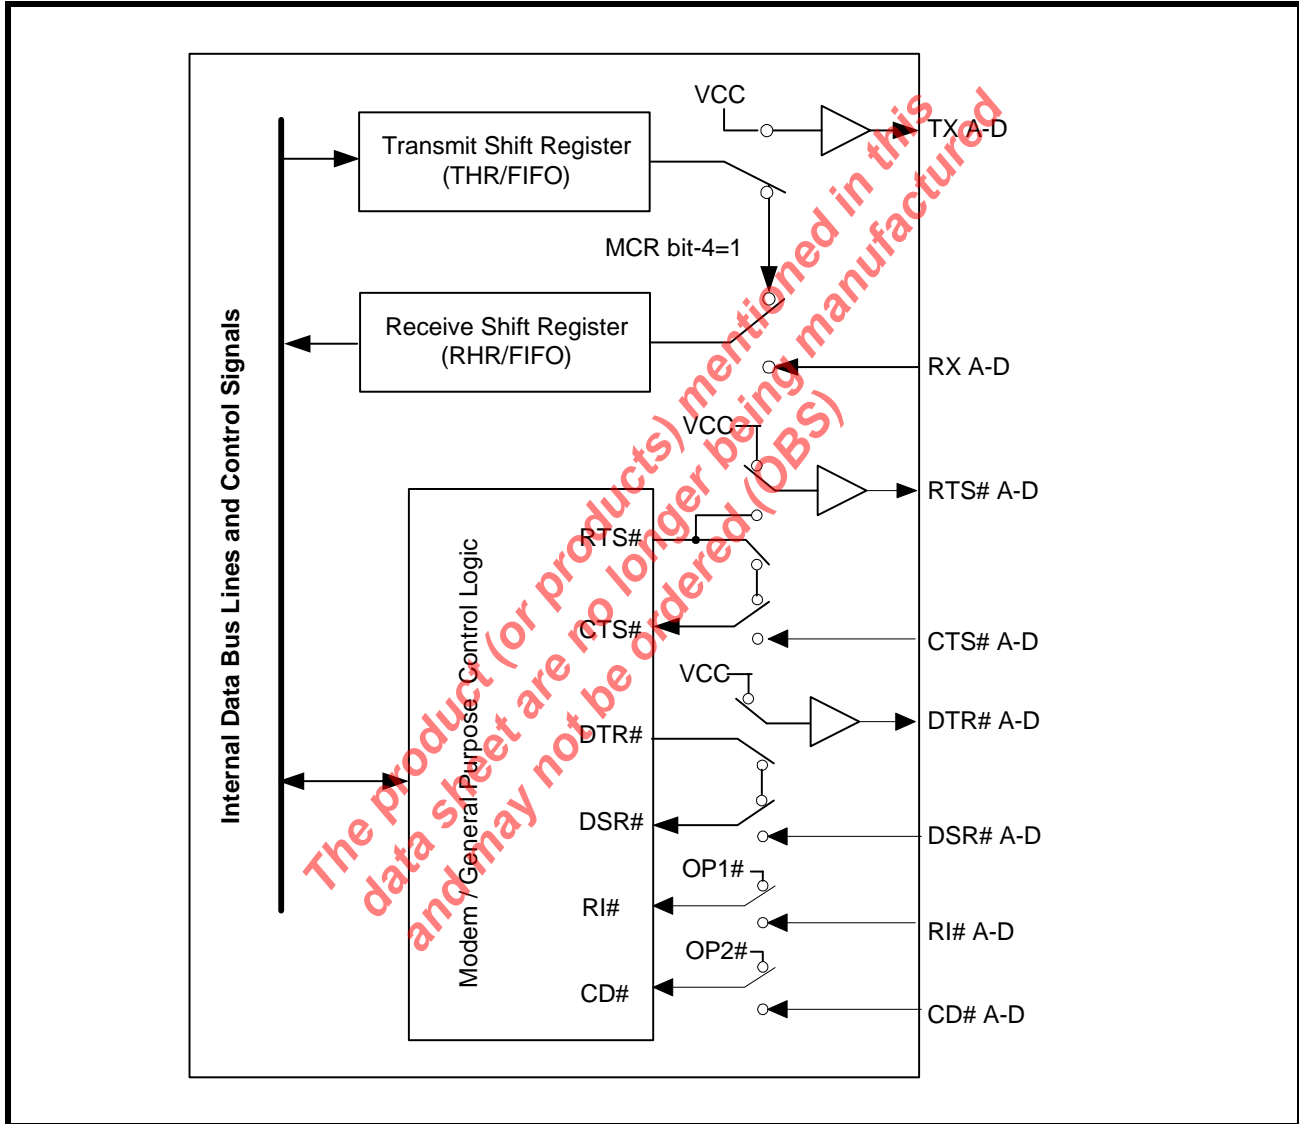 VCC
TX A-D
Transmit Shift Register
(THR/FIFO)
MCR bit-4=1
Receive Shift Register
(RHR/FIFO)
RX A-D
Internal Data Bus Lines and Control Signals
VCC
RTS# A-D
RTS#
CTS#
CTS# A-D
Modem / General Purpose Control Logic
VCC
DTR# A-D
DTR#
DSR#
DSR# A-D
OP1#
RI#
RI# A-D
OP2#
CD#
CD# A-D
The product (or products) mentioned in this
data sheet are no longer being manufactured
and may not be ordered (OBS)